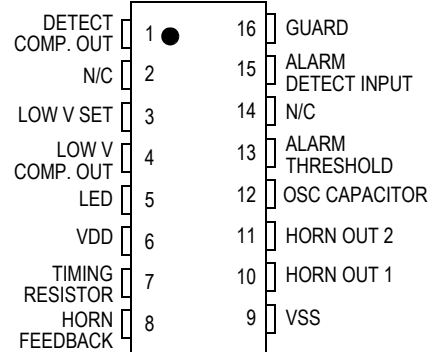 DETECT
COMP. OUT
1
16
GUARD
N/C
2
15
ALARM
DETECT INPUT
LOW V SET
3
14
N/C
LOW V
COMP. OUT
4
13
ALARM
THRESHOLD
LED
5
12
OSC CAPACITOR
VDD
6
11
HORN OUT 2
TIMING
RESISTOR
7
10
HORN OUT 1
HORN
FEEDBACK
8
9
VSS